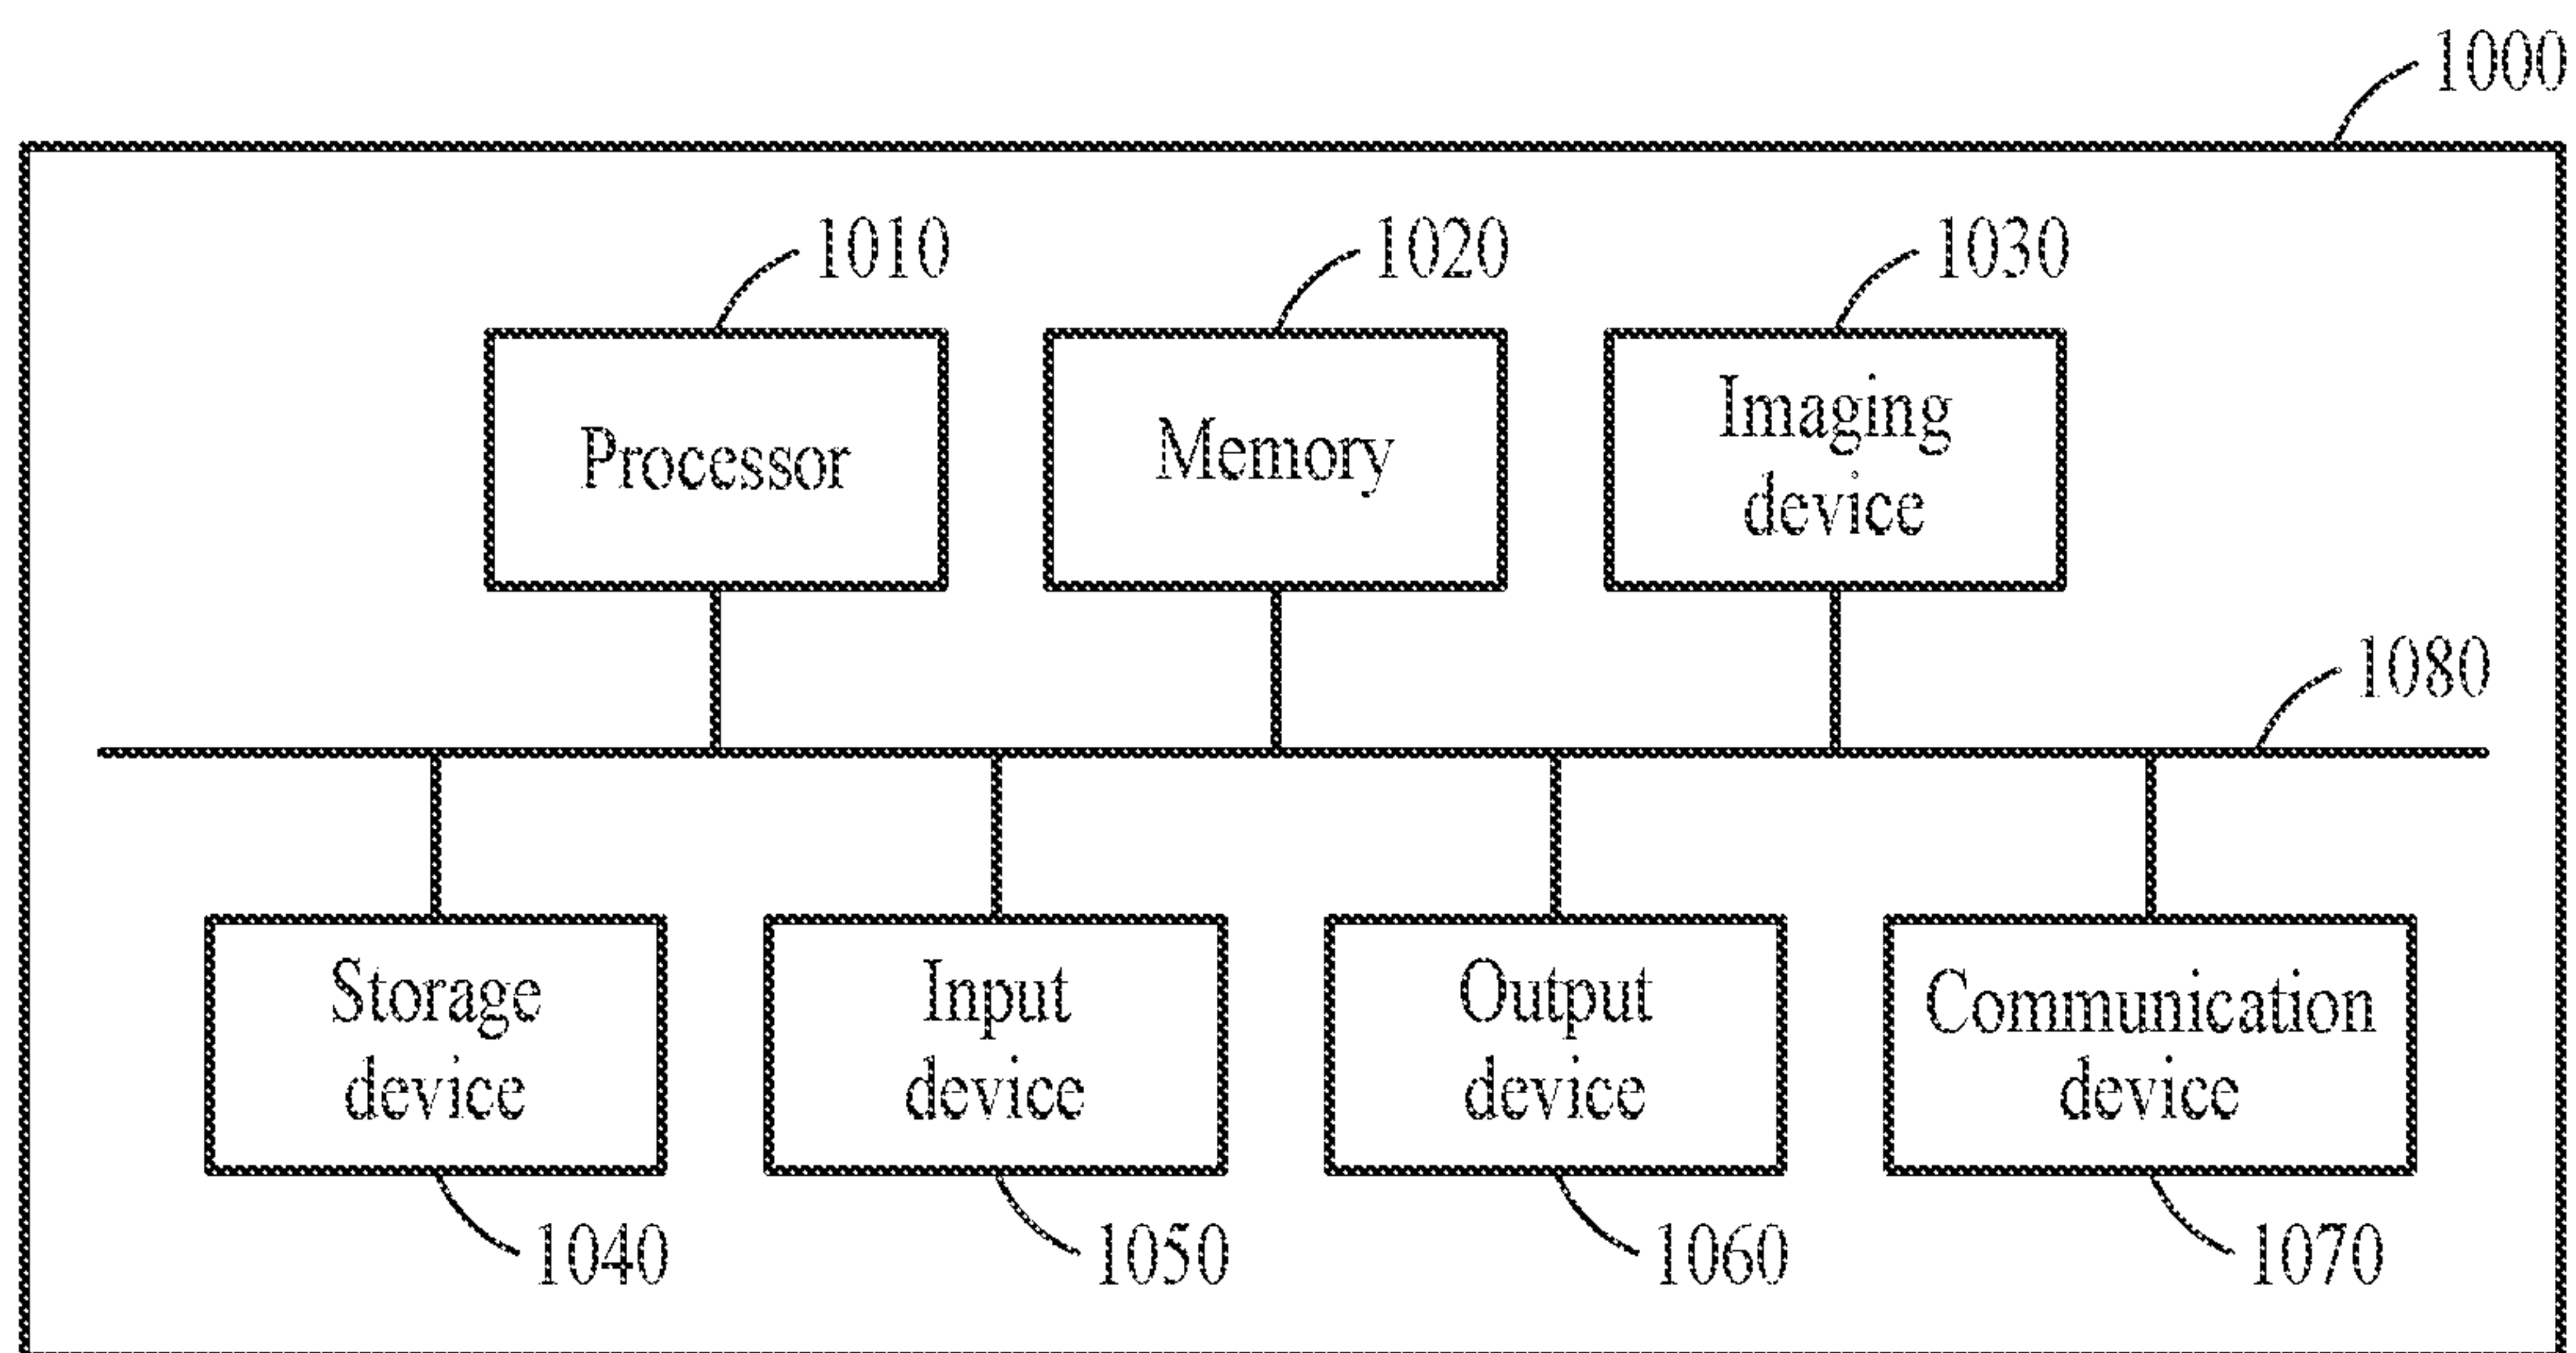 1000
1010
1020
1030
Processor
Memory
Imaging
device
1080
Storage
device
Input
device
Output
device
Communication
device
1040
1050
1060
1070